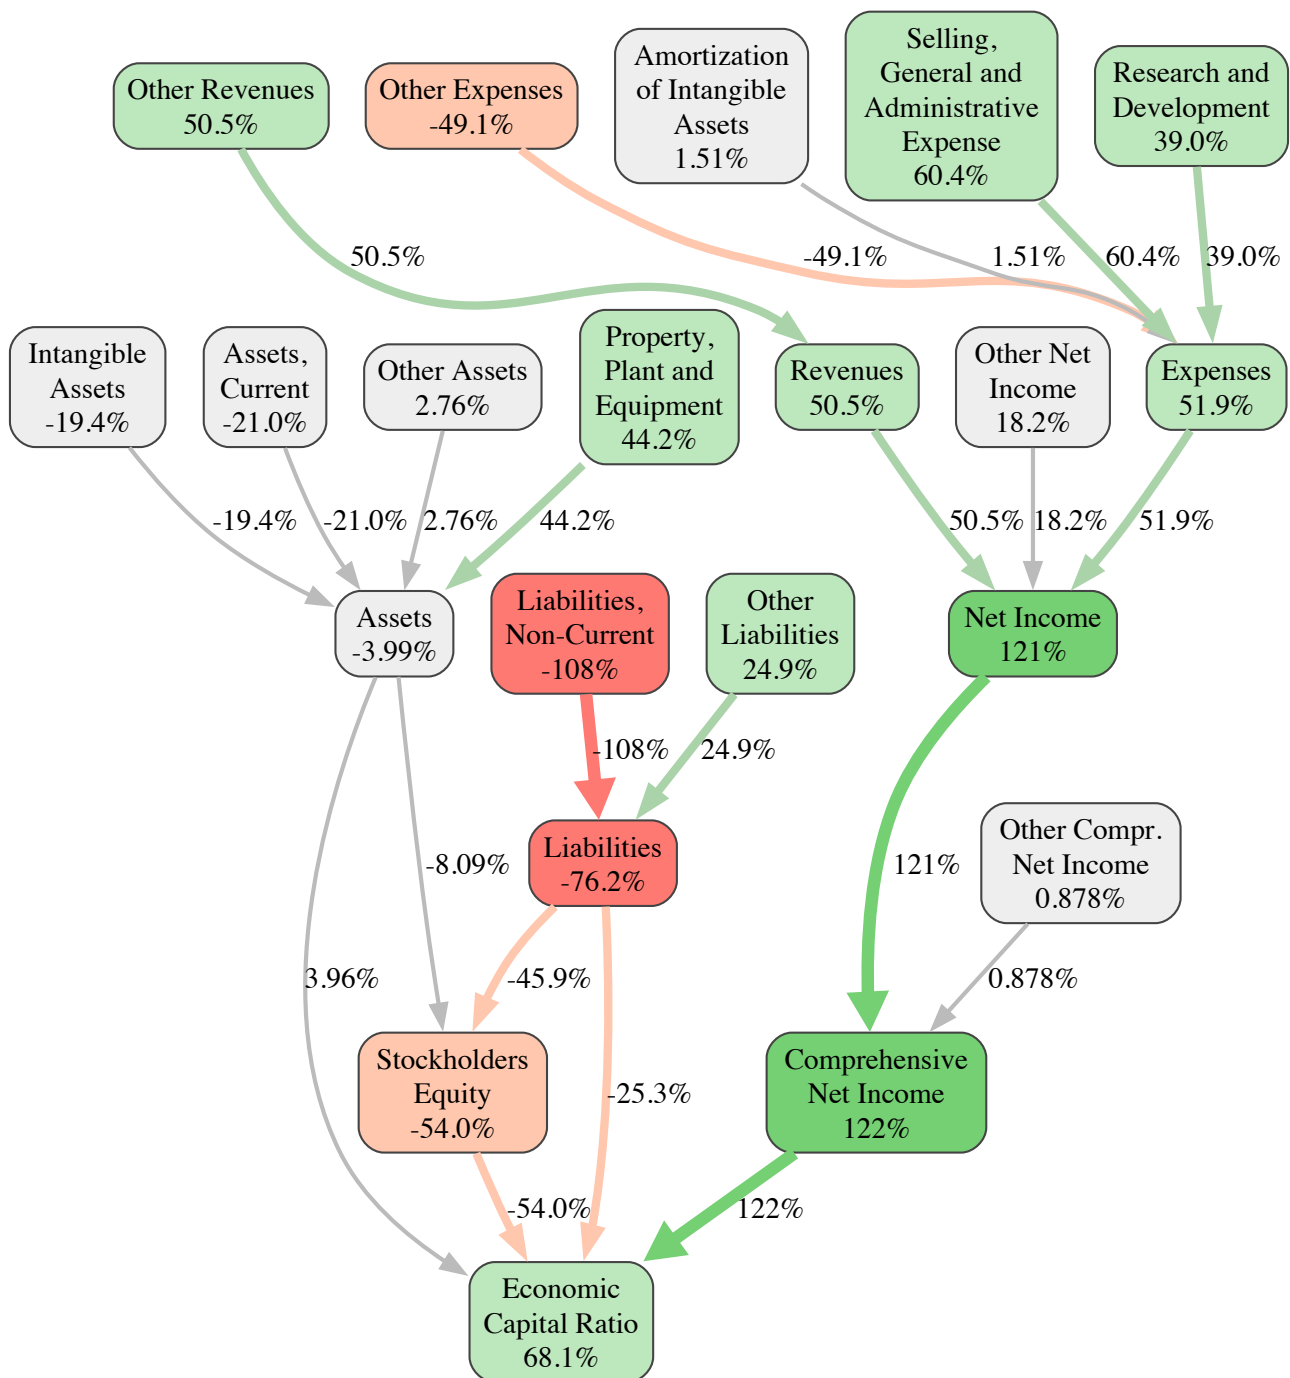 Other Revenues
50.5%
Other Expenses
-49.1%
Amortization
of Intangible
Assets
1.51%
Selling,
General and
Administrative
Expense
60.4%
Research and
Development
39.0%
50.5%
-49.1%
1.51%
60.4%
39.0%
Intangible
Assets
-19.4%
Assets,
Current
-21.0%
Other Assets
2.76%
Property,
Plant and
Equipment
44.2%
Revenues
50.5%
Other Net
Income
18.2%
Expenses
51.9%
-19.4%
-21.0%
2.76%
44.2%
50.5%
18.2%
51.9%
Assets
-3.99%
Liabilities,
Non-Current
-108%
Other
Liabilities
24.9%
Net Income
121%
-108%
24.9%
Liabilities
-76.2%
Other Compr.
Net Income
0.878%
-8.09%
121%
3.96%
-45.9%
0.878%
Stockholders
Equity
-54.0%
-25.3%
Comprehensive
Net Income
122%
-54.0%
122%
Economic
Capital Ratio
68.1%